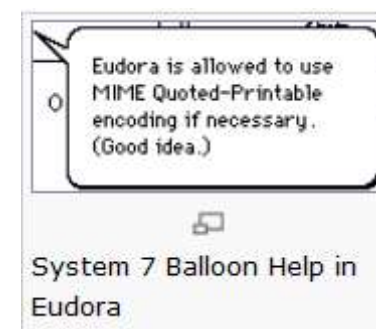 Eudora is allowed to use
MIME Quoted-Printable
encoding if necessary.
(Good idea.)
System 7 Balloon Help in
Eudora